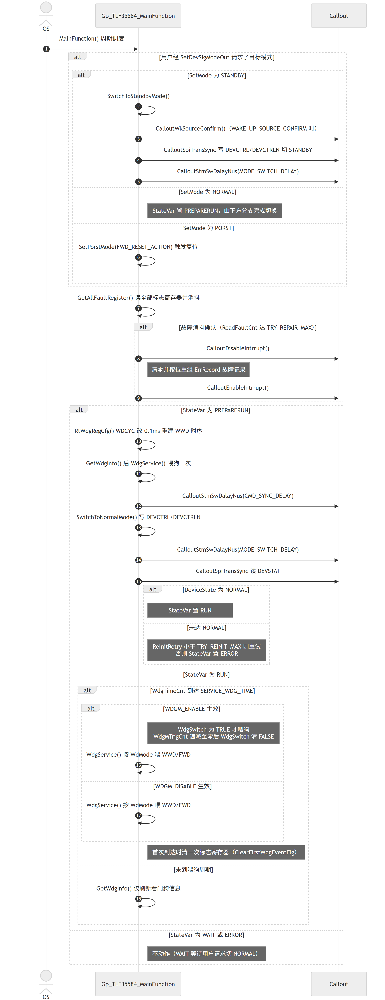 OS
Gp_TLF35584_MainFunction
Callout
MainFunction() 周期调度
1
alt
[用户经 SetDevSigModeOut 请求了目标模式]
alt
[SetMode 为 STANDBY]
SwitchToStandbyMode()
2
CalloutWkSourceConfirm()（WAKE_UP_SOURCE_CONFIRM 时）
3
CalloutSpiTransSync 写 DEVCTRL/DEVCTRLN 切 STANDBY
4
CalloutStmSwDalayNus(MODE_SWITCH_DELAY)
5
[SetMode 为 NORMAL]
StateVar 置 PREPARERUN，由下方分支完成切换
[SetMode 为 PORST]
SetPorstMode(FWD_RESET_ACTION) 触发复位
6
GetAllFaultRegister() 读全部标志寄存器并消抖
7
alt
[故障消抖确认（ReadFaultCnt 达 TRY_REPAIR_MAX）]
CalloutDisableIntrrupt()
8
清零并按位重组 ErrRecord 故障记录
CalloutEnableIntrrupt()
9
alt
[StateVar 为 PREPARERUN]
RtWdgRegCfg() WDCYC 改 0.1ms 重建 WWD 时序
10
GetWdgInfo() 后 WdgService() 喂狗一次
11
CalloutStmSwDalayNus(CMD_SYNC_DELAY)
12
SwitchToNormalMode() 写 DEVCTRL/DEVCTRLN
13
CalloutStmSwDalayNus(MODE_SWITCH_DELAY)
14
CalloutSpiTransSync 读 DEVSTAT
15
alt
[DeviceState 为 NORMAL]
StateVar 置 RUN
[未达 NORMAL]
ReInitRetry 小于 TRY_REINIT_MAX 则重试
否则 StateVar 置 ERROR
[StateVar 为 RUN]
alt
[WdgTimeCnt 到达 SERVICE_WDG_TIME]
alt
[WDGM_ENABLE 生效]
WdgSwitch 为 TRUE 才喂狗
WdgMTrigCnt 递减至零后 WdgSwitch 清 FALSE
WdgService() 按 WdMode 喂 WWD/FWD
16
[WDGM_DISABLE 生效]
WdgService() 按 WdMode 喂 WWD/FWD
17
首次到达时清一次标志寄存器（ClearFirstWdgEventFlg）
[未到喂狗周期]
GetWdgInfo() 仅刷新看门狗信息
18
[StateVar 为 WAIT 或 ERROR]
不动作（WAIT 等待用户请求切 NORMAL）
OS
Gp_TLF35584_MainFunction
Callout